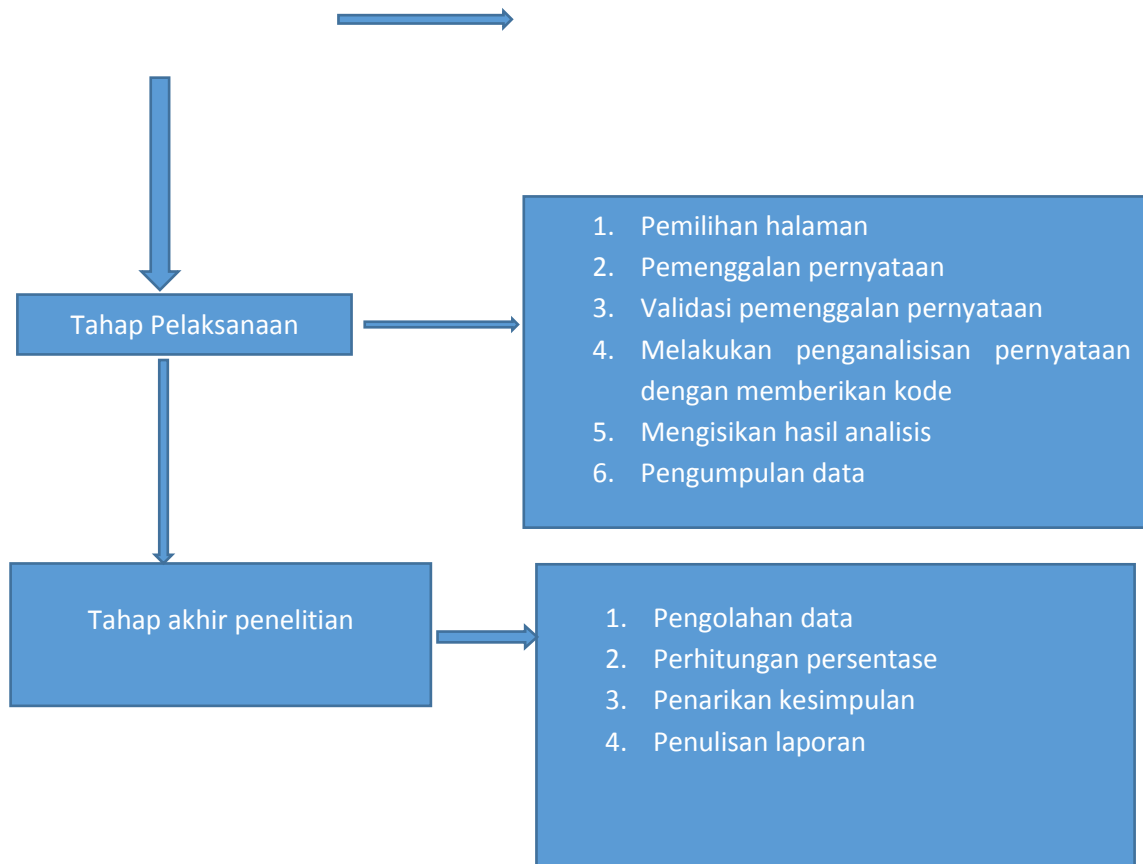 Tahap Pelaksanaan
1. Pemilihan halaman
2. Pemenggalan pernyataan
3. Validasi pemenggalan pernyataan
4. Melakukan penganalisisan pernyataan
dengan memberikan kode
5. Mengisikan hasil analisis
6. Pengumpulan data
Tahap akhir penelitian
1. Pengolahan data
2. Perhitungan persentase
3. Penarikan kesimpulan
4. Penulisan laporan